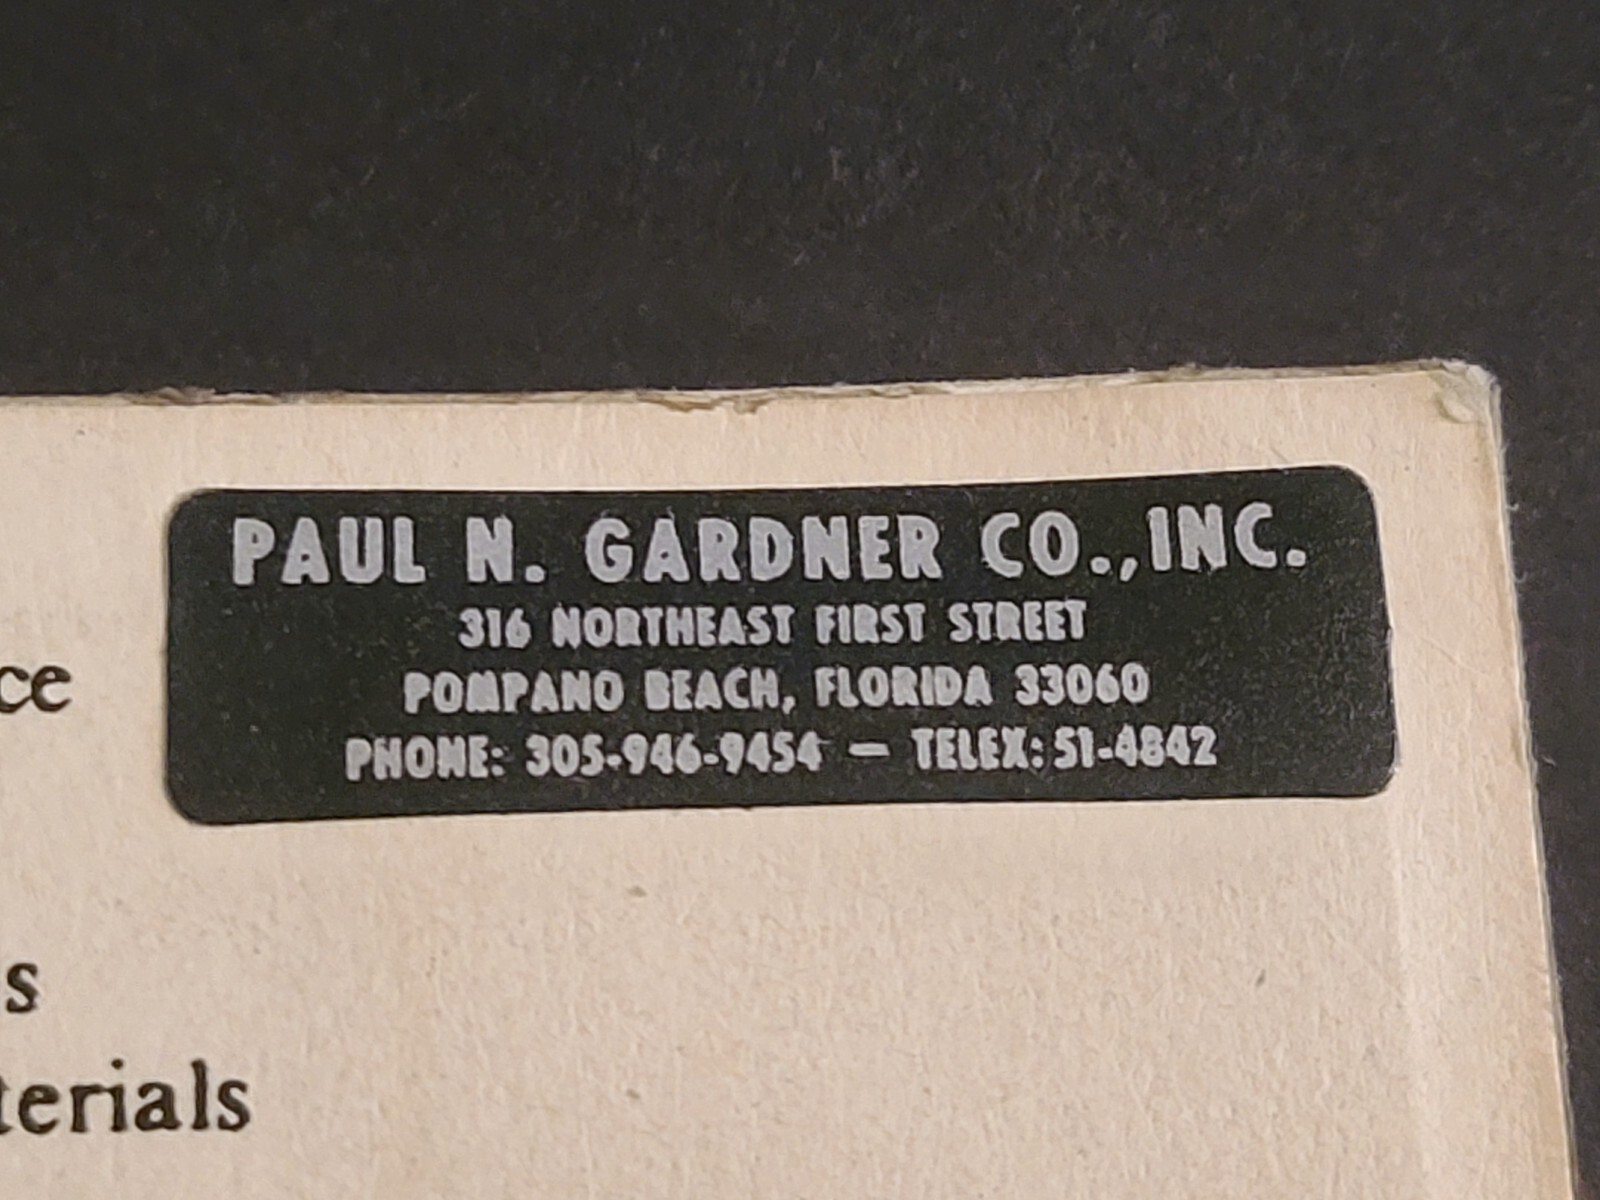 PAUL N. GARDNER CO., INC.
316 NORTHEAST FIRST STREET
POMPANO BEACH, FLORIDA 33060
PHONE: 305-946-9454 — TELEX: 51-4842
ce
s
terials